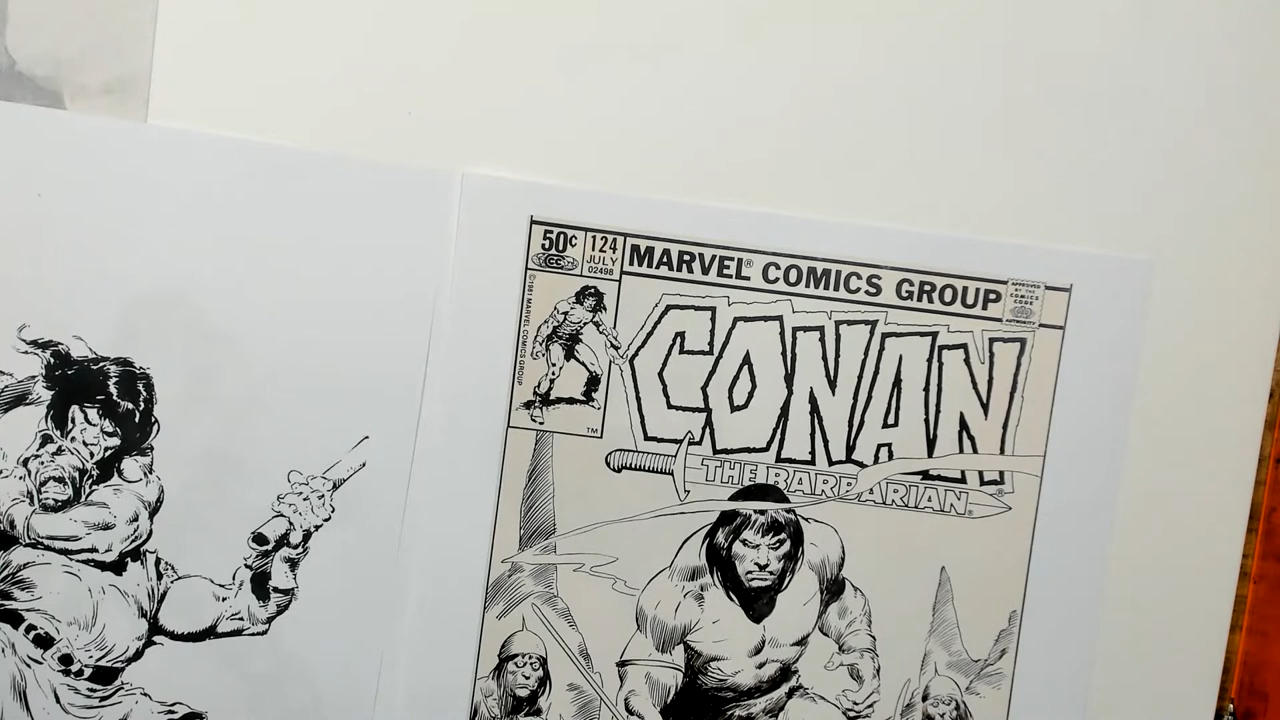 50¢
CC
124
JULY
02498
MARVEL® COMICS GROUP
APPROVED
BY THE
COMICS
CODE
AUTHORITY
©1981 MARVEL COMICS GROUP
TM
CONAN
THE BARBARIAN®
®